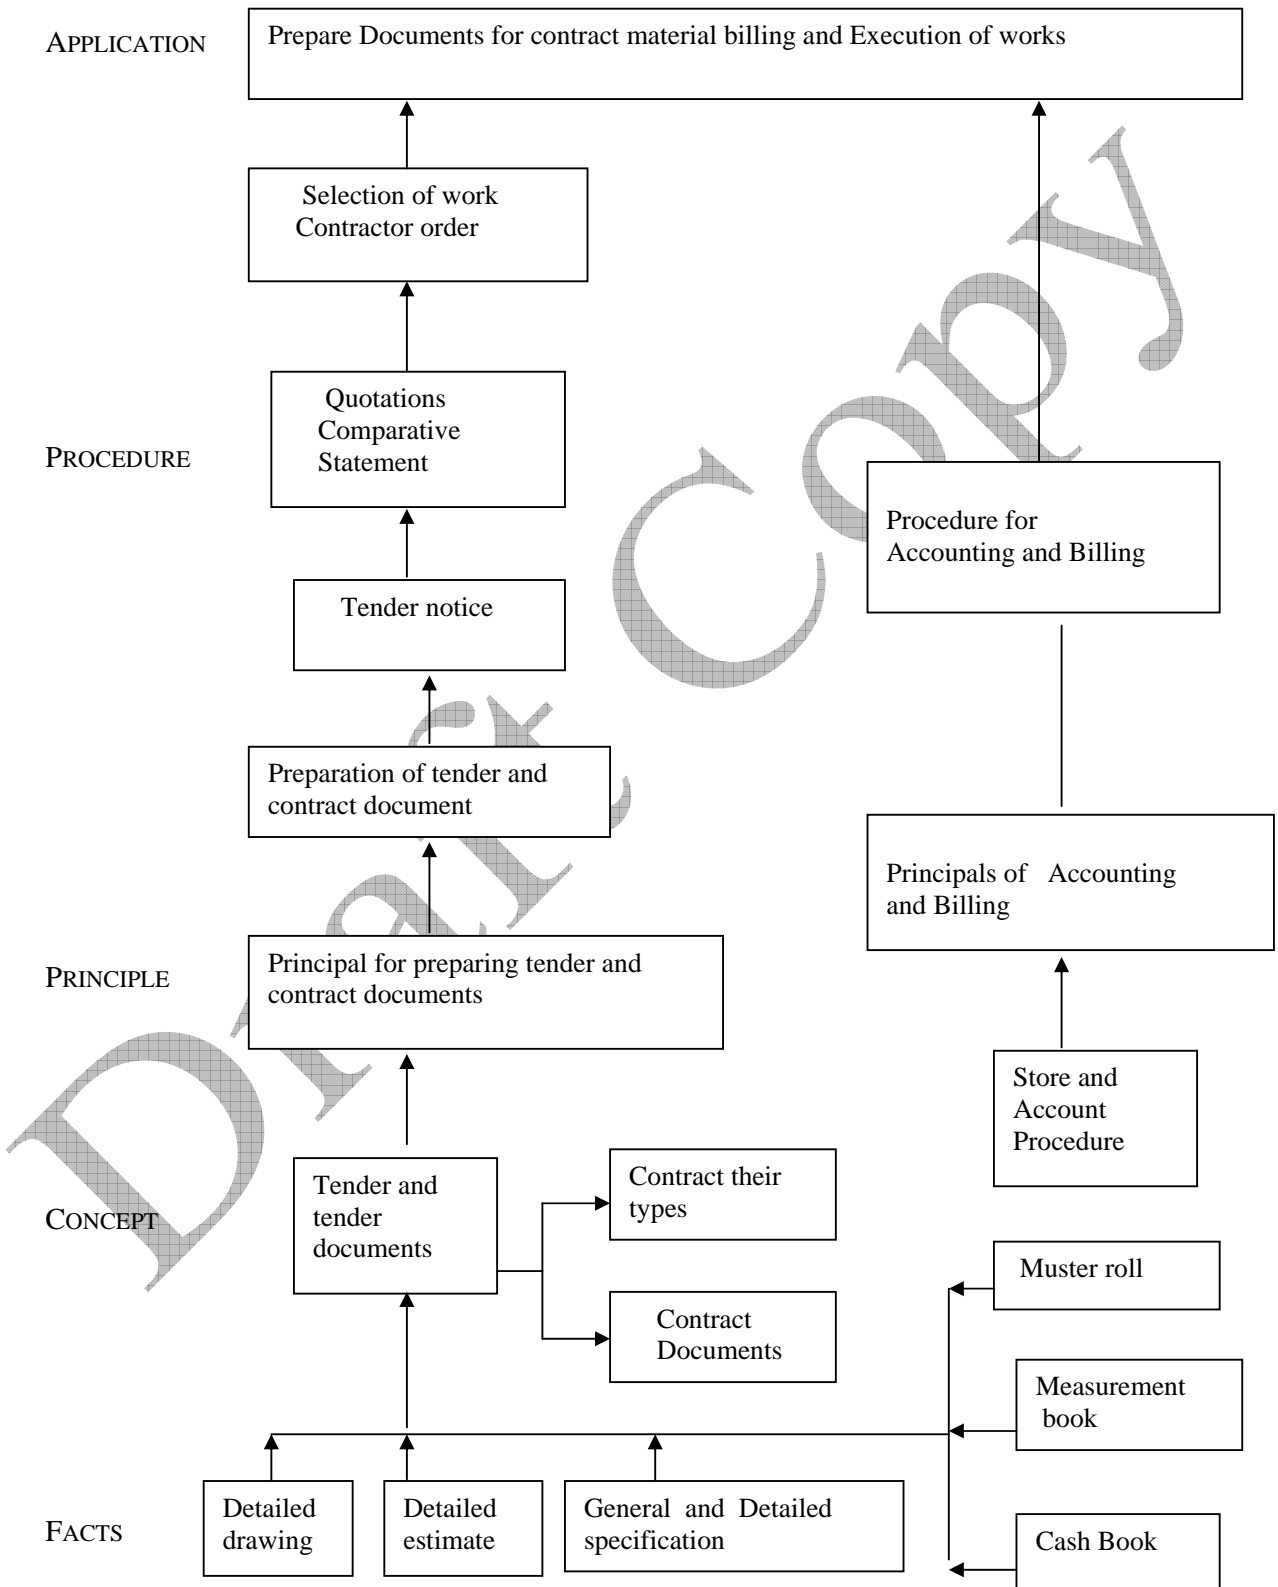 APPLICATION
Prepare Documents for contract material billing and Execution of works
Selection of work
Contractor order
PROCEDURE
Quotations
Comparative
Statement
Procedure for
Accounting and Billing
Tender notice
Preparation of tender and
contract document
Principals of Accounting
and Billing
PRINCIPLE
Principal for preparing tender and
contract documents
Store and
Account
Procedure
CONCEPT
Tender and
tender
documents
Contract their
types
Contract
Documents
Muster roll
Measurement
book
FACTS
Detailed
drawing
Detailed
estimate
General and Detailed
specification
Cash Book
Draft Copy